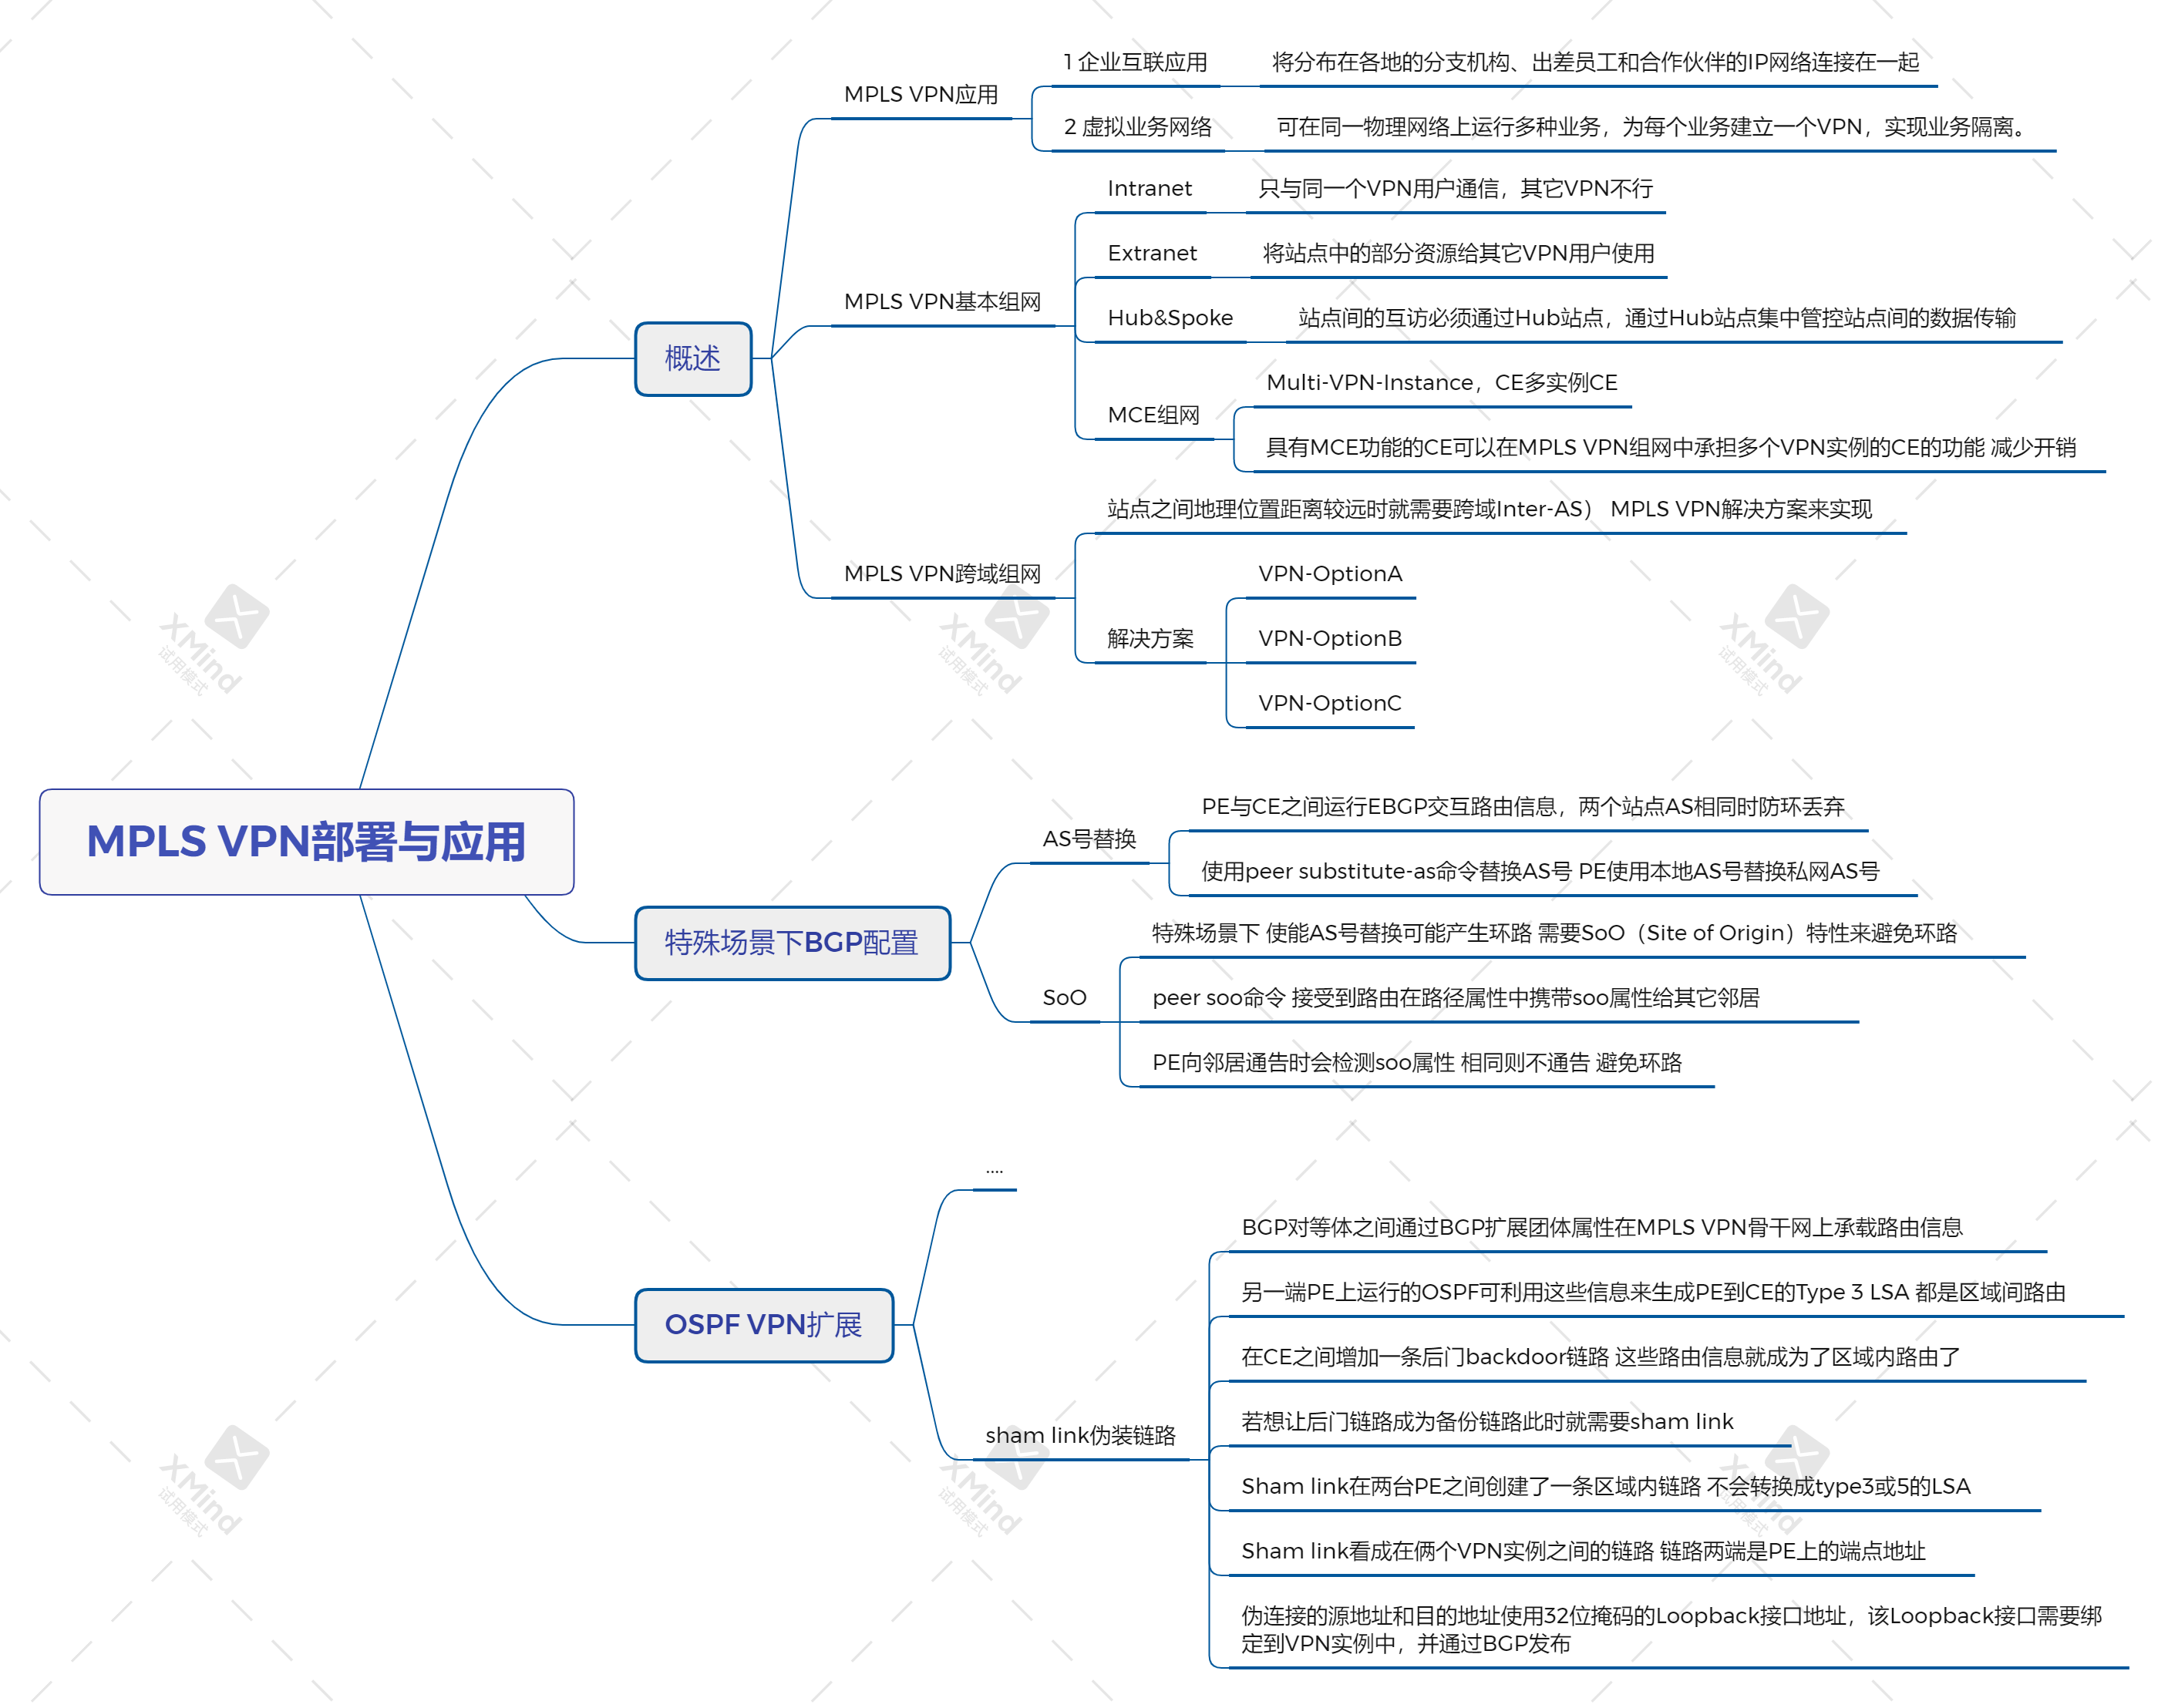 MPLS VPN部署与应用
概述
MPLS VPN应用
1 企业互联应用
将分布在各地的分支机构、出差员工和合作伙伴的IP网络连接在一起
2 虚拟业务网络
可在同一物理网络上运行多种业务，为每个业务建立一个VPN，实现业务隔离。
MPLS VPN基本组网
Intranet
只与同一个VPN用户通信，其它VPN不行
Extranet
将站点中的部分资源给其它VPN用户使用
Hub&Spoke
站点间的互访必须通过Hub站点，通过Hub站点集中管控站点间的数据传输
MCE组网
Multi-VPN-Instance，CE多实例CE
具有MCE功能的CE可以在MPLS VPN组网中承担多个VPN实例的CE的功能 减少开销
MPLS VPN跨域组网
站点之间地理位置距离较远时就需要跨域Inter-AS） MPLS VPN解决方案来实现
解决方案
VPN-OptionA
VPN-OptionB
VPN-OptionC
特殊场景下BGP配置
AS号替换
PE与CE之间运行EBGP交互路由信息，两个站点AS相同时防环丢弃
使用peer substitute-as命令替换AS号 PE使用本地AS号替换私网AS号
SoO
特殊场景下 使能AS号替换可能产生环路 需要SoO（Site of Origin）特性来避免环路
peer soo命令 接受到路由在路径属性中携带soo属性给其它邻居
PE向邻居通告时会检测soo属性 相同则不通告 避免环路
OSPF VPN扩展
....
sham link伪装链路
BGP对等体之间通过BGP扩展团体属性在MPLS VPN骨干网上承载路由信息
另一端PE上运行的OSPF可利用这些信息来生成PE到CE的Type 3 LSA 都是区域间路由
在CE之间增加一条后门backdoor链路 这些路由信息就成为了区域内路由了
若想让后门链路成为备份链路此时就需要sham link
Sham link在两台PE之间创建了一条区域内链路 不会转换成type3或5的LSA
Sham link看成在俩个VPN实例之间的链路 链路两端是PE上的端点地址
伪连接的源地址和目的地址使用32位掩码的Loopback接口地址，该Loopback接口需要绑
定到VPN实例中，并通过BGP发布
XMind
试用模式
XMind
试用模式
XMind
试用模式
XMind
试用模式
XMind
试用模式
XMind
试用模式